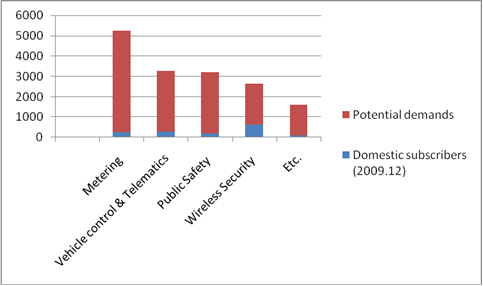 6000
5000
4000
3000
2000
1000
0
Metering
Vehicle control & Telematics
Public Safety
Wireless Security
Etc.
Potential demands
Domestic subscribers
(2009.12)